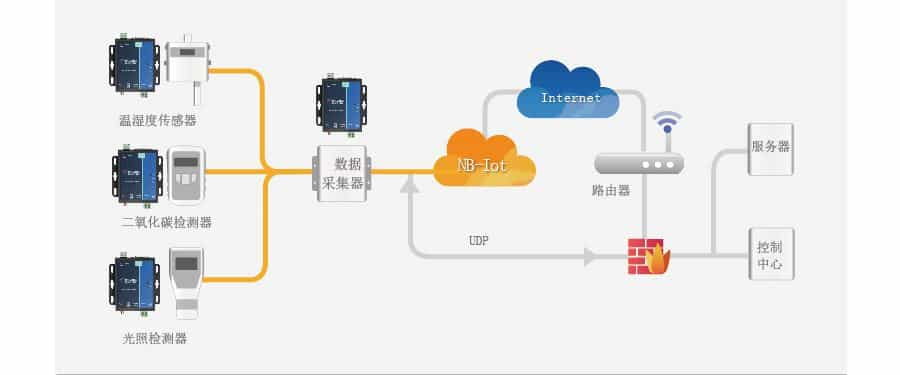 温湿度传感器
二氧化碳检测器
光照检测器
数据
采集器
NB-Iot
Internet
路由器
UDP
服务器
控制
中心